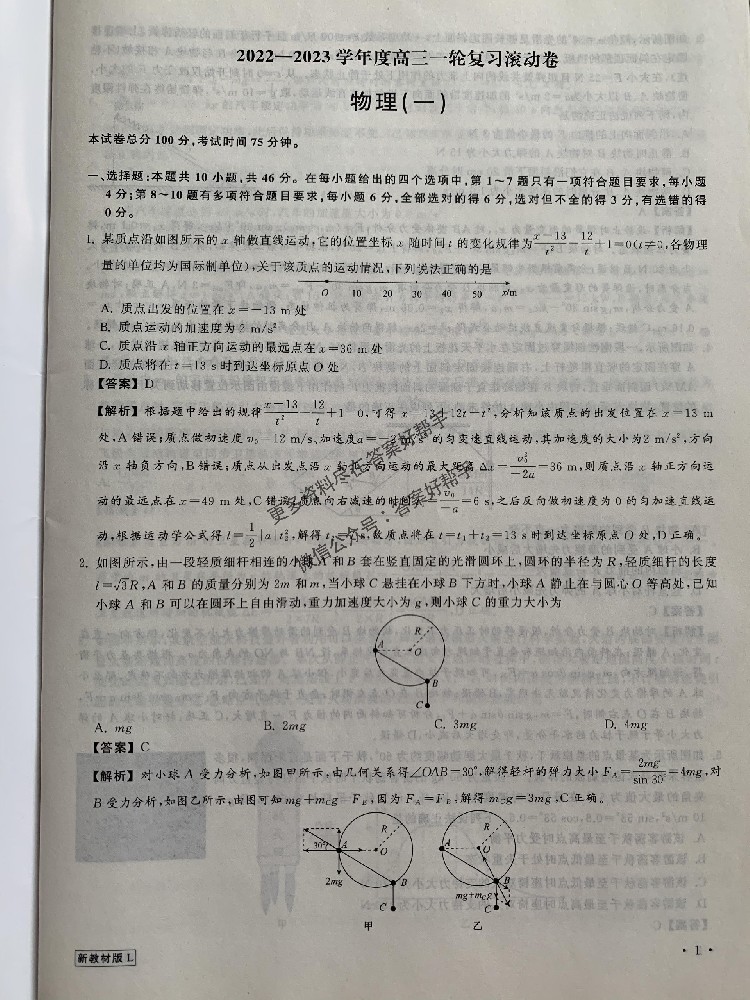 2022—2023学年度高三一轮复习滚动卷
物理(一)
本试卷总分100分,考试时间75分钟。
一、选择题:本题共10小题,共46分。在每小题给出的四个选项中,第1~7题只有一项符合题目要求,每小题
4分;第8~10题有多项符合题目要求,每小题6分,全部选对的得6分,选对但不全的得3分,有选错的得
0分。
1. 某质点沿如图所示的x轴做直线运动,它的位置坐标x随时间t的变化规律为(x-13)/t²-12/t+1=0(t≠0,各物理
量的单位均为国际制单位),关于该质点的运动情况,下列说法正确的是
O 10 20 30 40 50 x/m
A. 质点出发的位置在x=-13 m处
B. 质点运动的加速度为2 m/s²
C. 质点沿x轴正方向运动的最远点在x=36 m处
D. 质点将在t=13 s时到达坐标原点O处
【答案】D
【解析】根据题中给出的规律(x-13)/t²-12/t+1=0,可得x=13+12t-t²,分析知该质点的出发位置在x=13 m
处,A错误;质点做初速度v₀=12 m/s、加速度a=-2 m/s²的匀变速直线运动,其加速度的大小为2 m/s²,方向
沿x轴负方向,B错误;质点从出发点沿x轴正方向运动的最大距离Δx=v₀²/(-2a)=36 m,则质点沿x轴正方向运
动的最远点在x=49 m处,C错误;质点向右减速的时间 v₀/(-a)=6 s,之后反向做初速度为0的匀加速直线运
动,根据运动学公式得l=1/2|a|t₂²,解得t₂ s,故质点将在t=t₁+t₂=13 s时到达坐标原点O处,D正确。
2. 如图所示,由一段轻质细杆相连的小球A和B套在竖直固定的光滑圆环上,圆环的半径为R,轻质细杆的长度
l=√3R,A和B的质量分别为2m和m,当小球C悬挂在小球B下方时,小球A静止在与圆心O等高处,已知
小球A和B可以在圆环上自由滑动,重力加速度大小为g,则小球C的重力大小为
R
A O
B
C
A. mg B. 2mg C. 3mg D. 4mg
【答案】C
【解析】对小球A受力分析,如图甲所示,由几何关系得∠OAB=30°,解得轻杆的弹力大小F_A=2mg/sin 30°=4mg,对
B受力分析,如图乙所示,由图可知mg+m_Cg=F_B,因为F_A=F_B,解得m_Cg=3mg,C正确。
R R
30° A O A O
2mg B mg+m_Cg B
C C
甲 乙
新教材版L
· 1 ·
更多资料尽在答案好帮手
微信公众号:答案好帮手